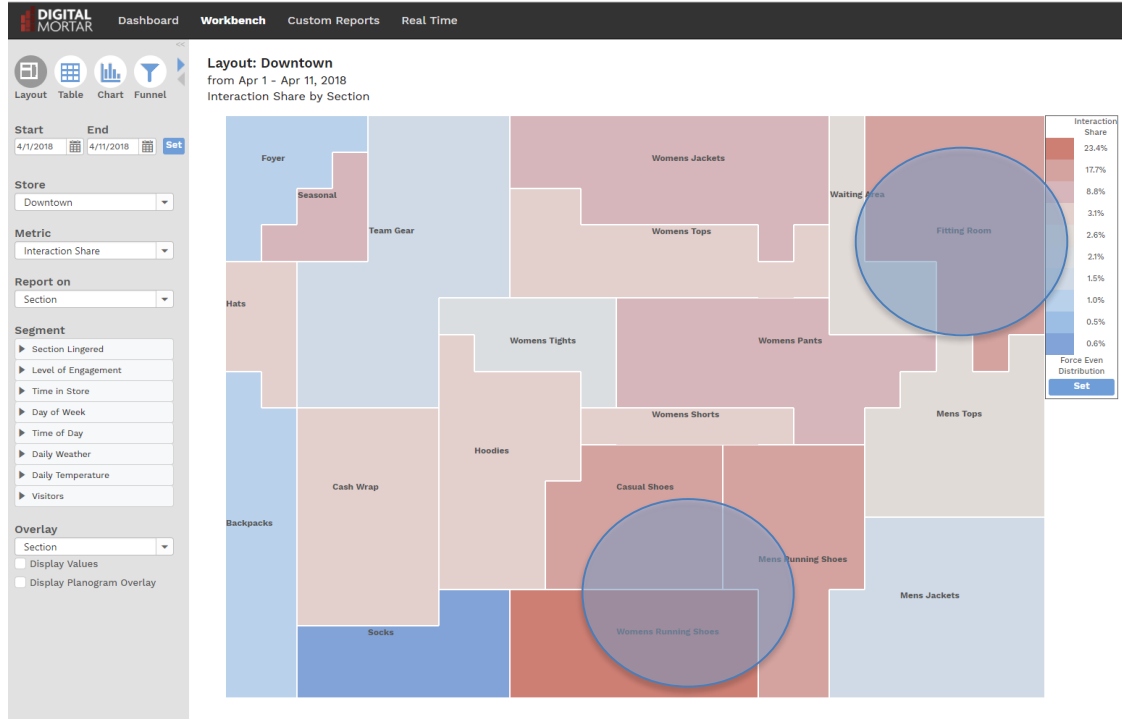 DIGITAL
MORTAR
Dashboard
Workbench
Custom Reports
Real Time
<<
Layout
Table
Chart
Funnel
Start
End
4/1/2018
4/11/2018
Set
Store
Downtown
Metric
Interaction Share
Report on
Section
Segment
Section Lingered
Level of Engagement
Time in Store
Day of Week
Time of Day
Daily Weather
Daily Temperature
Visitors
Overlay
Section
Display Values
Display Planogram Overlay
Layout: Downtown
from Apr 1 - Apr 11, 2018
Interaction Share by Section
Foyer
Womens Jackets
Seasonal
Waiting Area
Team Gear
Womens Tops
Fitting Room
Hats
Womens Tights
Womens Pants
Womens Shorts
Mens Tops
Hoodies
Cash Wrap
Casual Shoes
Backpacks
Mens Running Shoes
Mens Jackets
Socks
Womens Running Shoes
Interaction
Share
23.4%
17.7%
8.8%
3.1%
2.6%
2.1%
1.5%
1.0%
0.5%
0.6%
Force Even
Distribution
Set